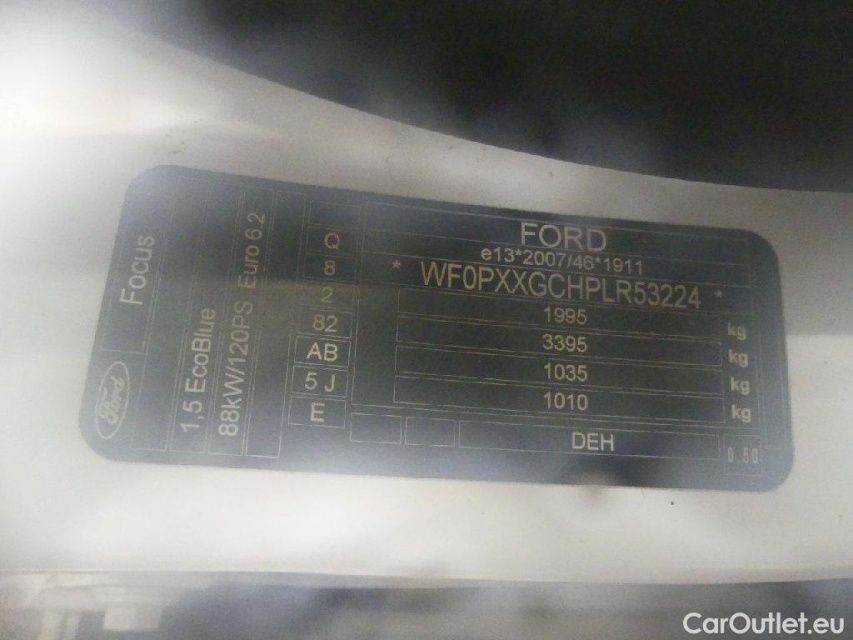 FORD
e13*2007/46*1911
* WF0PXXGCHPLR53224 *
1995 kg
3395 kg
1035 kg
1010 kg
DEH
0.50
Q
8
2
82
AB
5 J
E
Focus
Ford
1,5 EcoBlue
88kW/120PS Euro 6.2
CarOutlet.eu